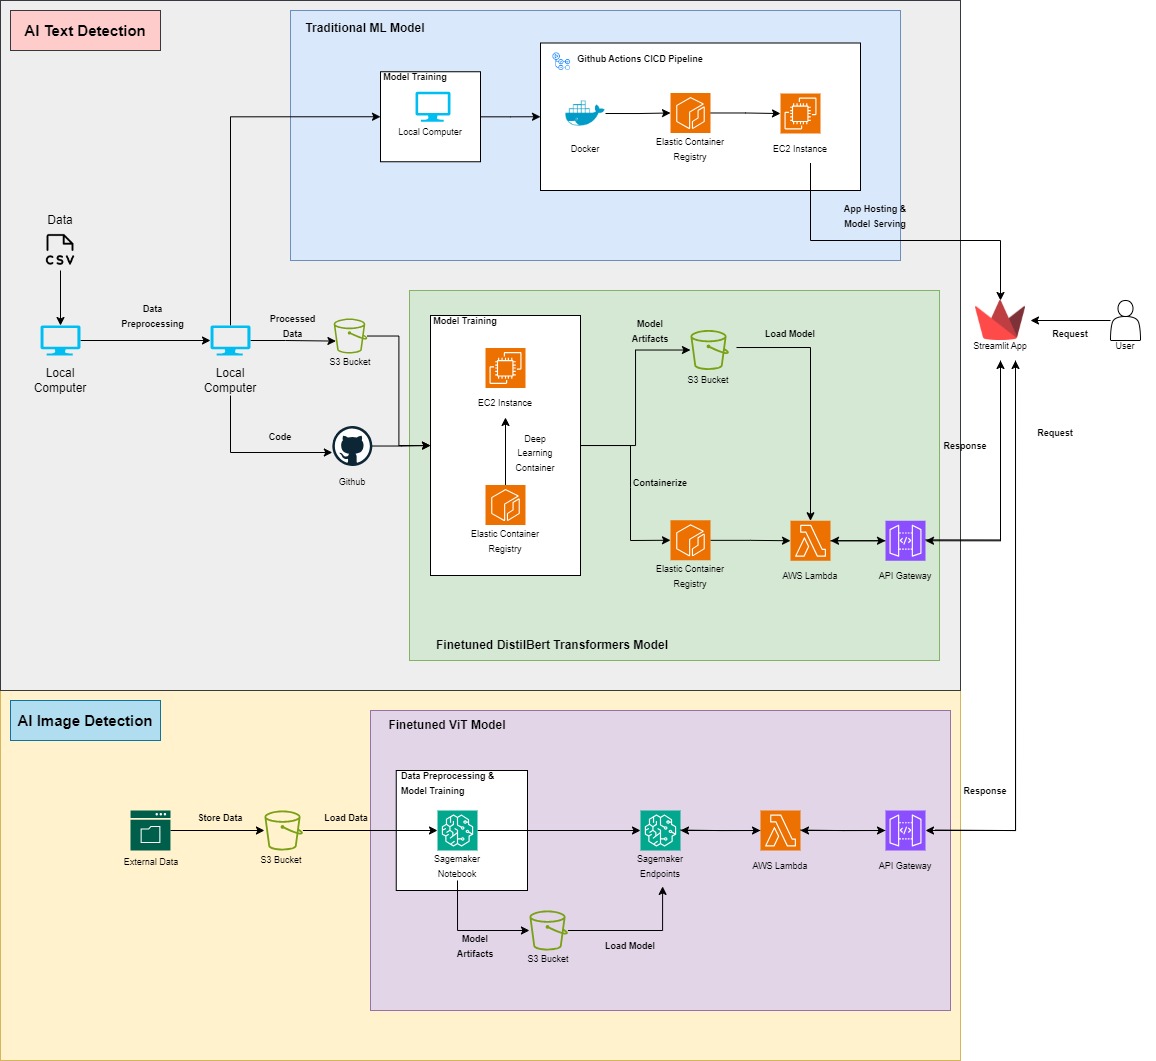 AI Text Detection
Traditional ML Model
Model Training
Local Computer
Github Actions CICD Pipeline
Docker
Elastic Container
Registry
EC2 Instance
App Hosting &
Model Serving
Data
CSV
Local
Computer
Data
Preprocessing
Local
Computer
Processed
Data
S3 Bucket
Code
Github
Model Training
EC2 Instance
Deep
Learning
Container
Elastic Container
Registry
Model
Artifacts
S3 Bucket
Load Model
Containerize
Elastic Container
Registry
AWS Lambda
API Gateway
Finetuned DistilBert Transformers Model
Streamlit App
Request
User
Response
Request
AI Image Detection
Finetuned ViT Model
External Data
Store Data
S3 Bucket
Load Data
Data Preprocessing &
Model Training
Sagemaker
Notebook
Sagemaker
Endpoints
AWS Lambda
API Gateway
Response
Model
Artifacts
S3 Bucket
Load Model